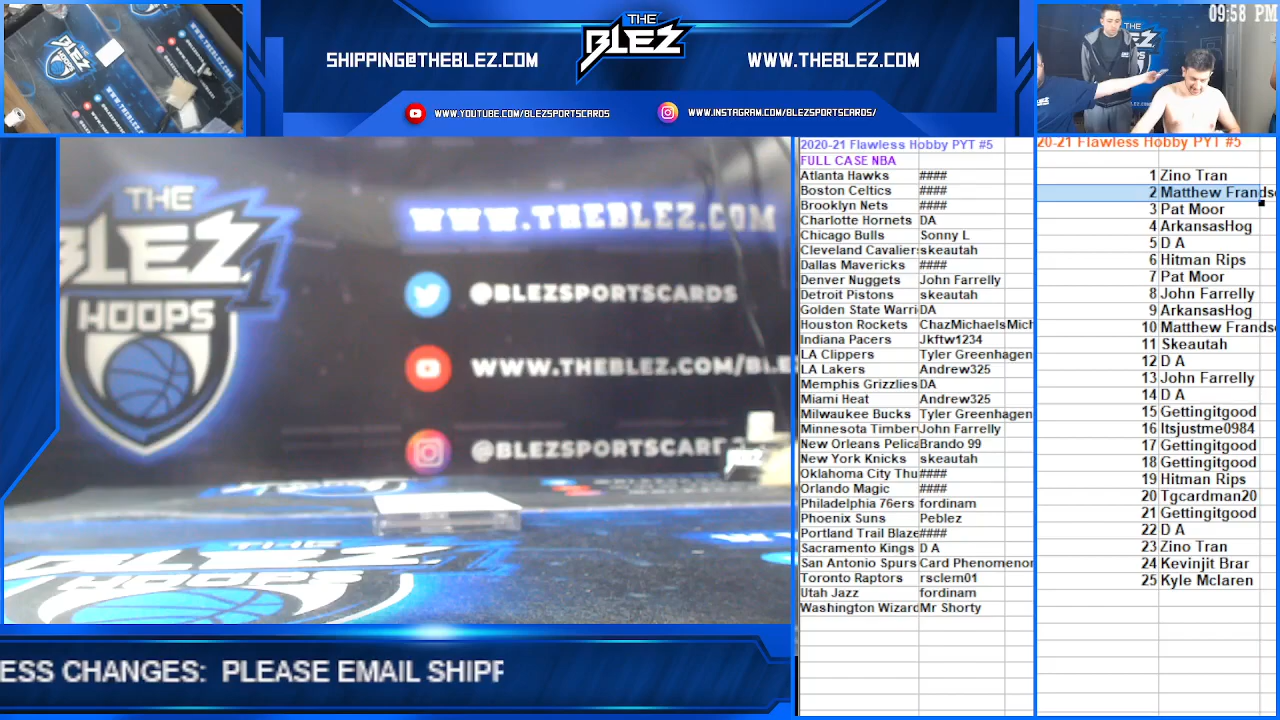 09:58 PM
THE
BLEZ
SHIPPING@THEBLEZ.COM
WWW.THEBLEZ.COM
WWW.YOUTUBE.COM/BLEZSPORTSCARDS
WWW.INSTAGRAM.COM/BLEZSPORTSCARDS/
THE
BLEZ
HOOPS
WWW.THEBLEZ.COM
@BLEZSPORTSCARDS
WWW.THEBLEZ.COM/BLE
@BLEZSPORTSCARD
BLEZ
HOOPS
ESS CHANGES: PLEASE EMAIL SHIPP
2020-21 Flawless Hobby PYT #5
FULL CASE NBA
Atlanta Hawks ####
Boston Celtics ####
Brooklyn Nets ####
Charlotte Hornets DA
Chicago Bulls Sonny L
Cleveland Cavaliers skeautah
Dallas Mavericks ####
Denver Nuggets John Farrelly
Detroit Pistons skeautah
Golden State Warri DA
Houston Rockets ChazMichaelsMich
Indiana Pacers Jkftw1234
LA Clippers Tyler Greenhagen
LA Lakers Andrew325
Memphis Grizzlies DA
Miami Heat Andrew325
Milwaukee Bucks Tyler Greenhagen
Minnesota Timber John Farrelly
New Orleans Pelica Brando 99
New York Knicks skeautah
Oklahoma City Thu ####
Orlando Magic ####
Philadelphia 76ers fordinam
Phoenix Suns Peblez
Portland Trail Blaze ####
Sacramento Kings D A
San Antonio Spurs Card Phenomenon
Toronto Raptors rsclem01
Utah Jazz fordinam
Washington Wizard Mr Shorty
20-21 Flawless Hobby PYT #5
1 Zino Tran
2 Matthew Frandse
3 Pat Moor
4 ArkansasHog
5 D A
6 Hitman Rips
7 Pat Moor
8 John Farrelly
9 ArkansasHog
10 Matthew Frandse
11 Skeautah
12 D A
13 John Farrelly
14 D A
15 Gettingitgood
16 Itsjustme0984
17 Gettingitgood
18 Gettingitgood
19 Hitman Rips
20 Tgcardman20
21 Gettingitgood
22 D A
23 Zino Tran
24 Kevinjit Brar
25 Kyle Mclaren